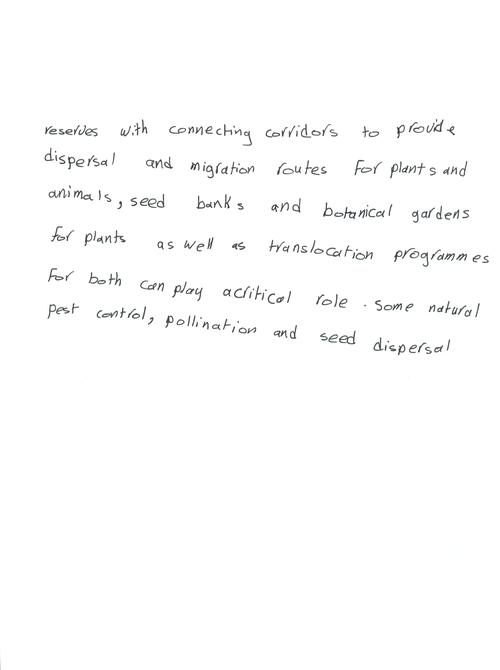 reserves with connecting corridors to provide
dispersal and migration routes For plants and
animals, seed banks and botanical gardens
for plants as well as translocation programmes
For both can play acritical role. some natural
pest control, pollination and seed dispersal